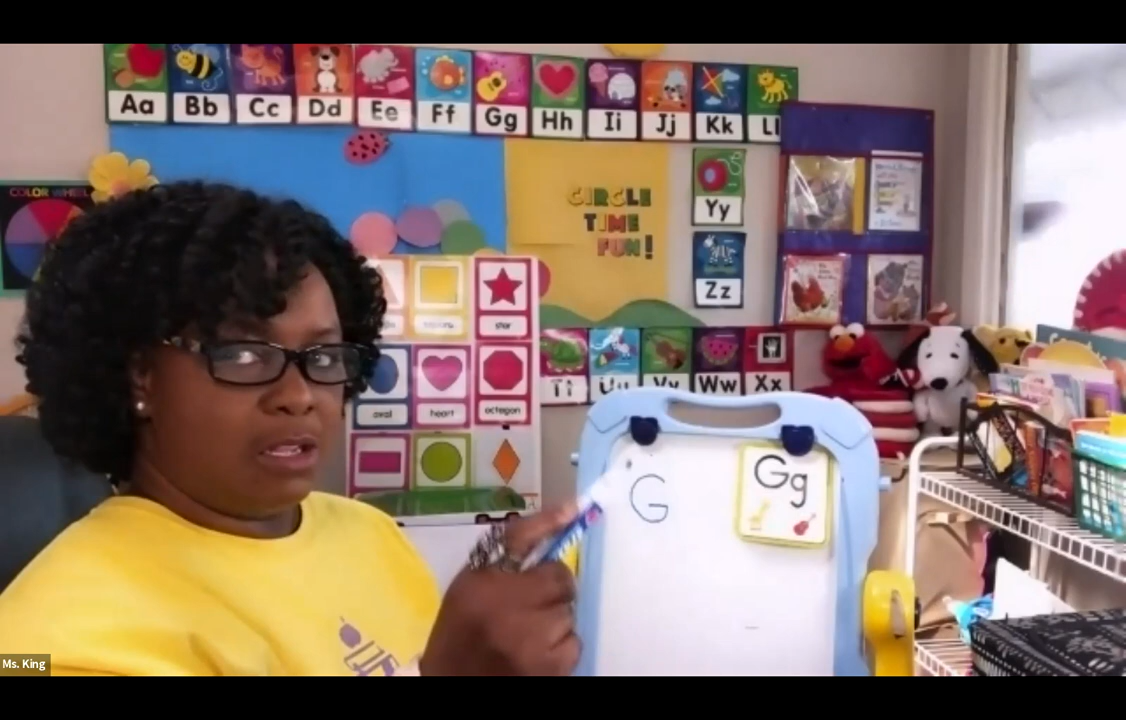 Aa Bb Cc Dd Ee Ff Gg Hh Ii Jj Kk Ll
COLOR WHEEL
CIRCLE
TIME
FUN!
Yy
Zz
square
star
oval
heart
octagon
Tt Uu Vv Ww Xx
G
Gg
Ms. King